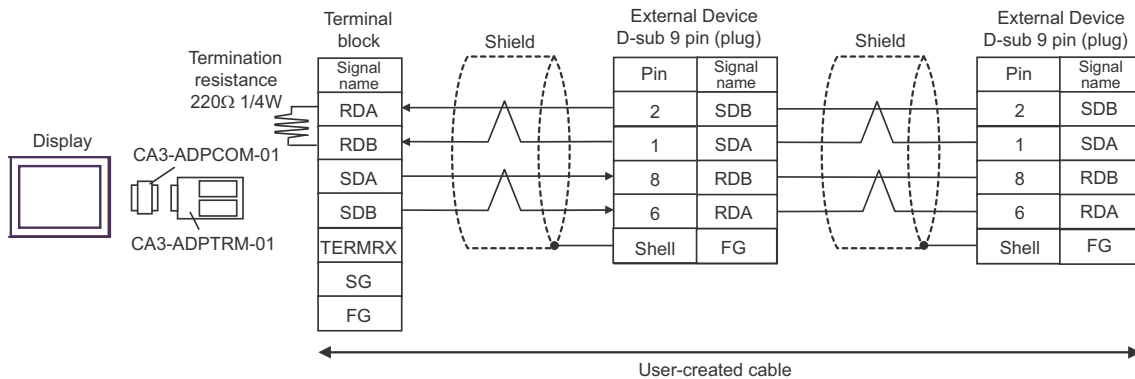 Terminal
block
External Device
D-sub 9 pin (plug)
External Device
D-sub 9 pin (plug)
Shield
Shield
Termination
resistance
220Ω 1/4W
Signal
name
Pin
Signal
name
Pin
Signal
name
RDA
2 SDB
2 SDB
RDB
1 SDA
1 SDA
Display
CA3-ADPCOM-01
SDA
8 RDB
8 RDB
SDB
6 RDA
6 RDA
CA3-ADPTRM-01
TERMRX
Shell FG
Shell FG
SG
FG
User-created cable